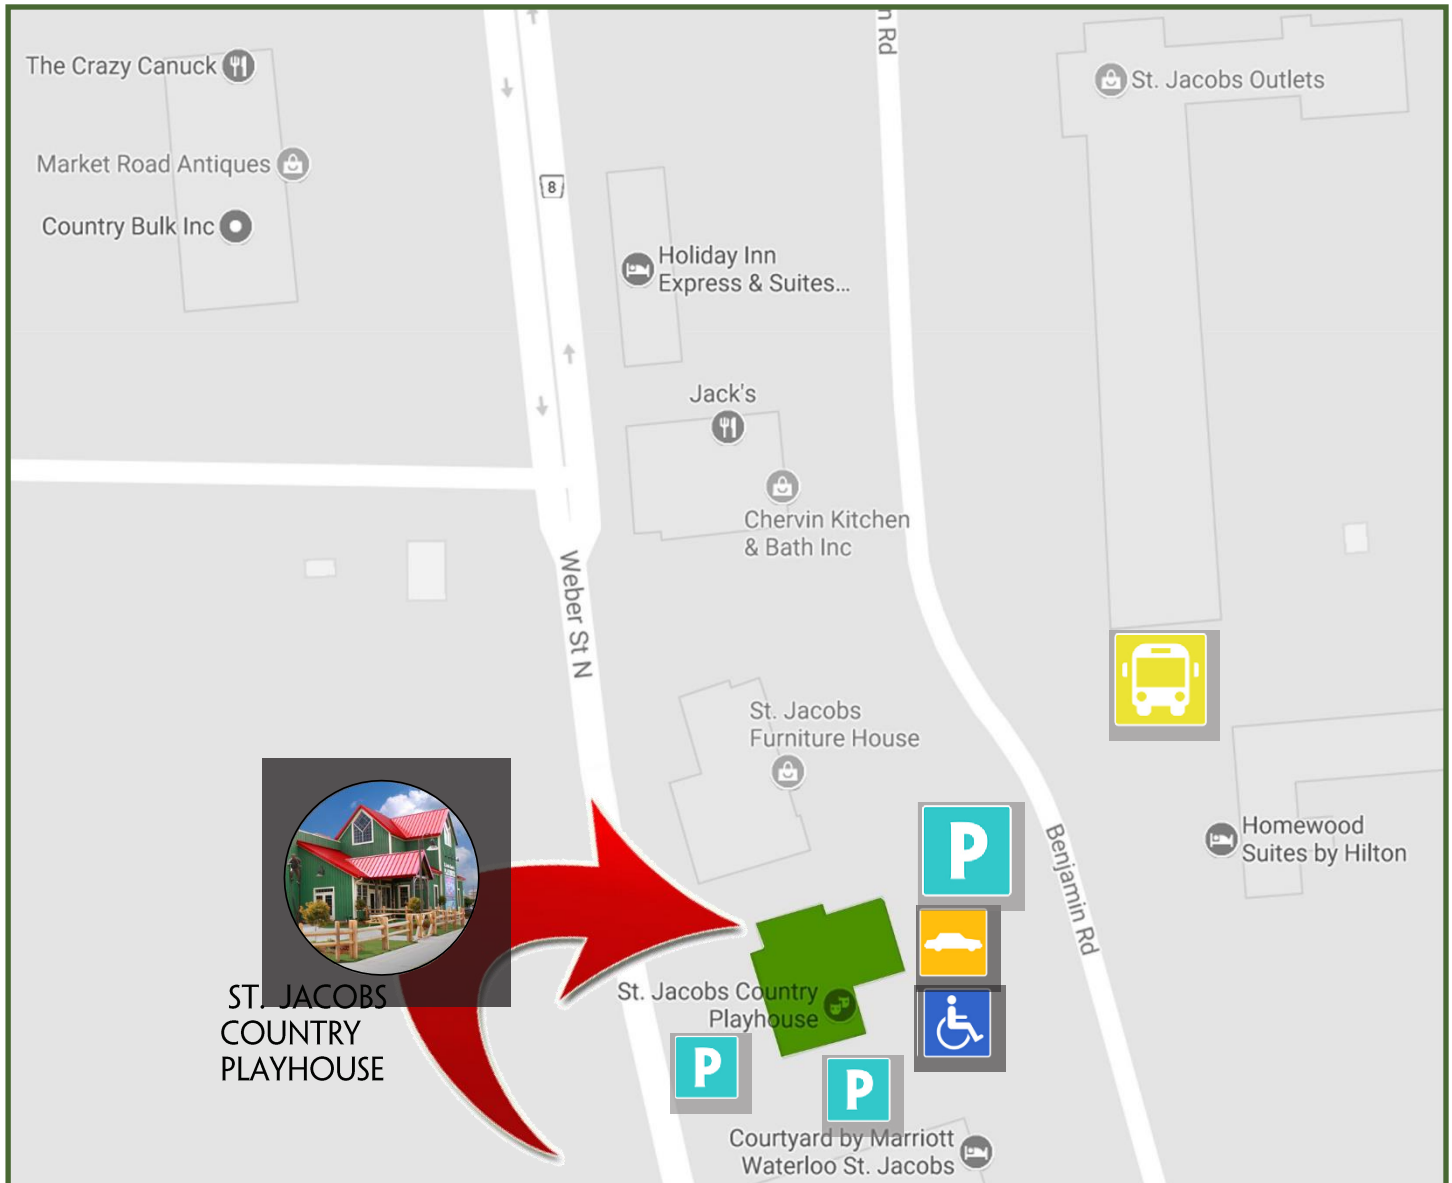 n Rd
The Crazy Canuck
St. Jacobs Outlets
Market Road Antiques
8
Country Bulk Inc
Holiday Inn
Express & Suites...
Jack's
Chervin Kitchen
& Bath Inc
Weber St N
St. Jacobs
Furniture House
Homewood
Suites by Hilton
P
Benjamin Rd
ST. JACOBS
COUNTRY
PLAYHOUSE
St. Jacobs Country
Playhouse
P
P
Courtyard by Marriott
Waterloo St. Jacobs